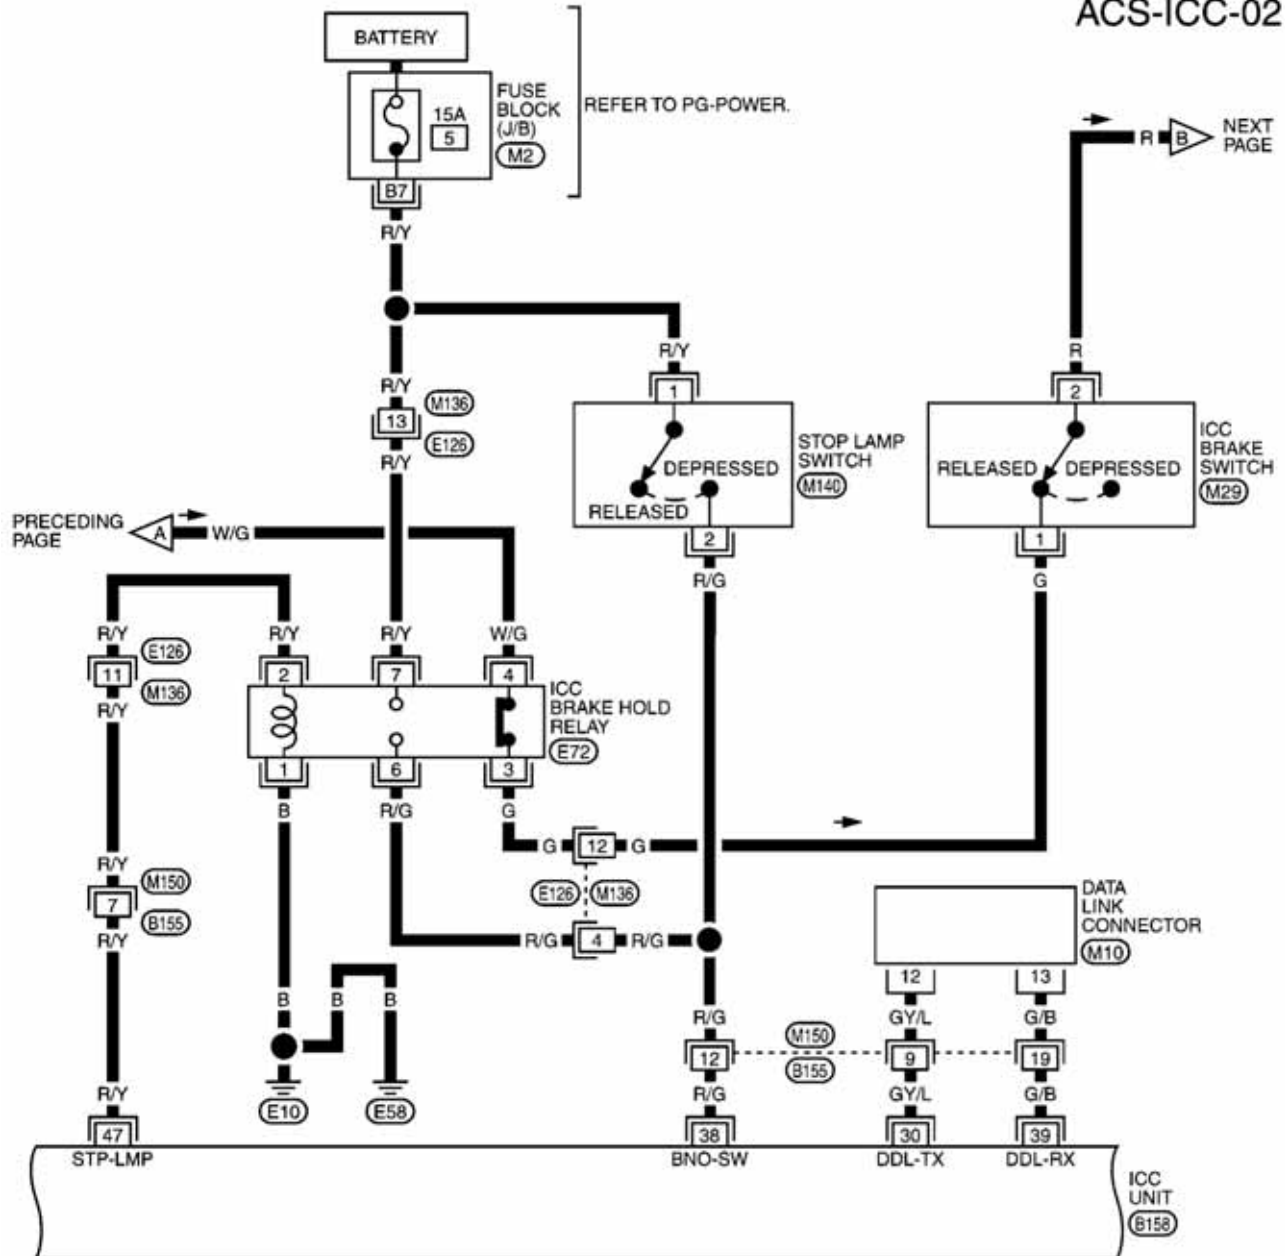 ACS-ICC-02
BATTERY
15A
5
FUSE
BLOCK
(J/B)
M2
REFER TO PG-POWER.
B7
R/Y
R
B
NEXT
PAGE
R/Y
13
M136
E126
R/Y
R/Y
1
RELEASED
DEPRESSED
STOP LAMP
SWITCH
M140
2
R/G
R
2
RELEASED
DEPRESSED
ICC
BRAKE
SWITCH
M29
1
G
PRECEDING
PAGE
A
W/G
R/Y
R/Y
R/Y
W/G
11
E126
M136
R/Y
2
7
4
ICC
BRAKE HOLD
RELAY
E72
1
6
3
B
R/G
G
G
12
G
E126
M136
R/G
4
R/G
R/Y
7
M150
B155
R/Y
DATA
LINK
CONNECTOR
M10
12
13
B
B
B
E10
E58
R/G
GY/L
G/B
12
M150
B155
9
19
R/Y
R/G
GY/L
G/B
47
38
30
39
STP-LMP
BNO-SW
DDL-TX
DDL-RX
ICC
UNIT
B158